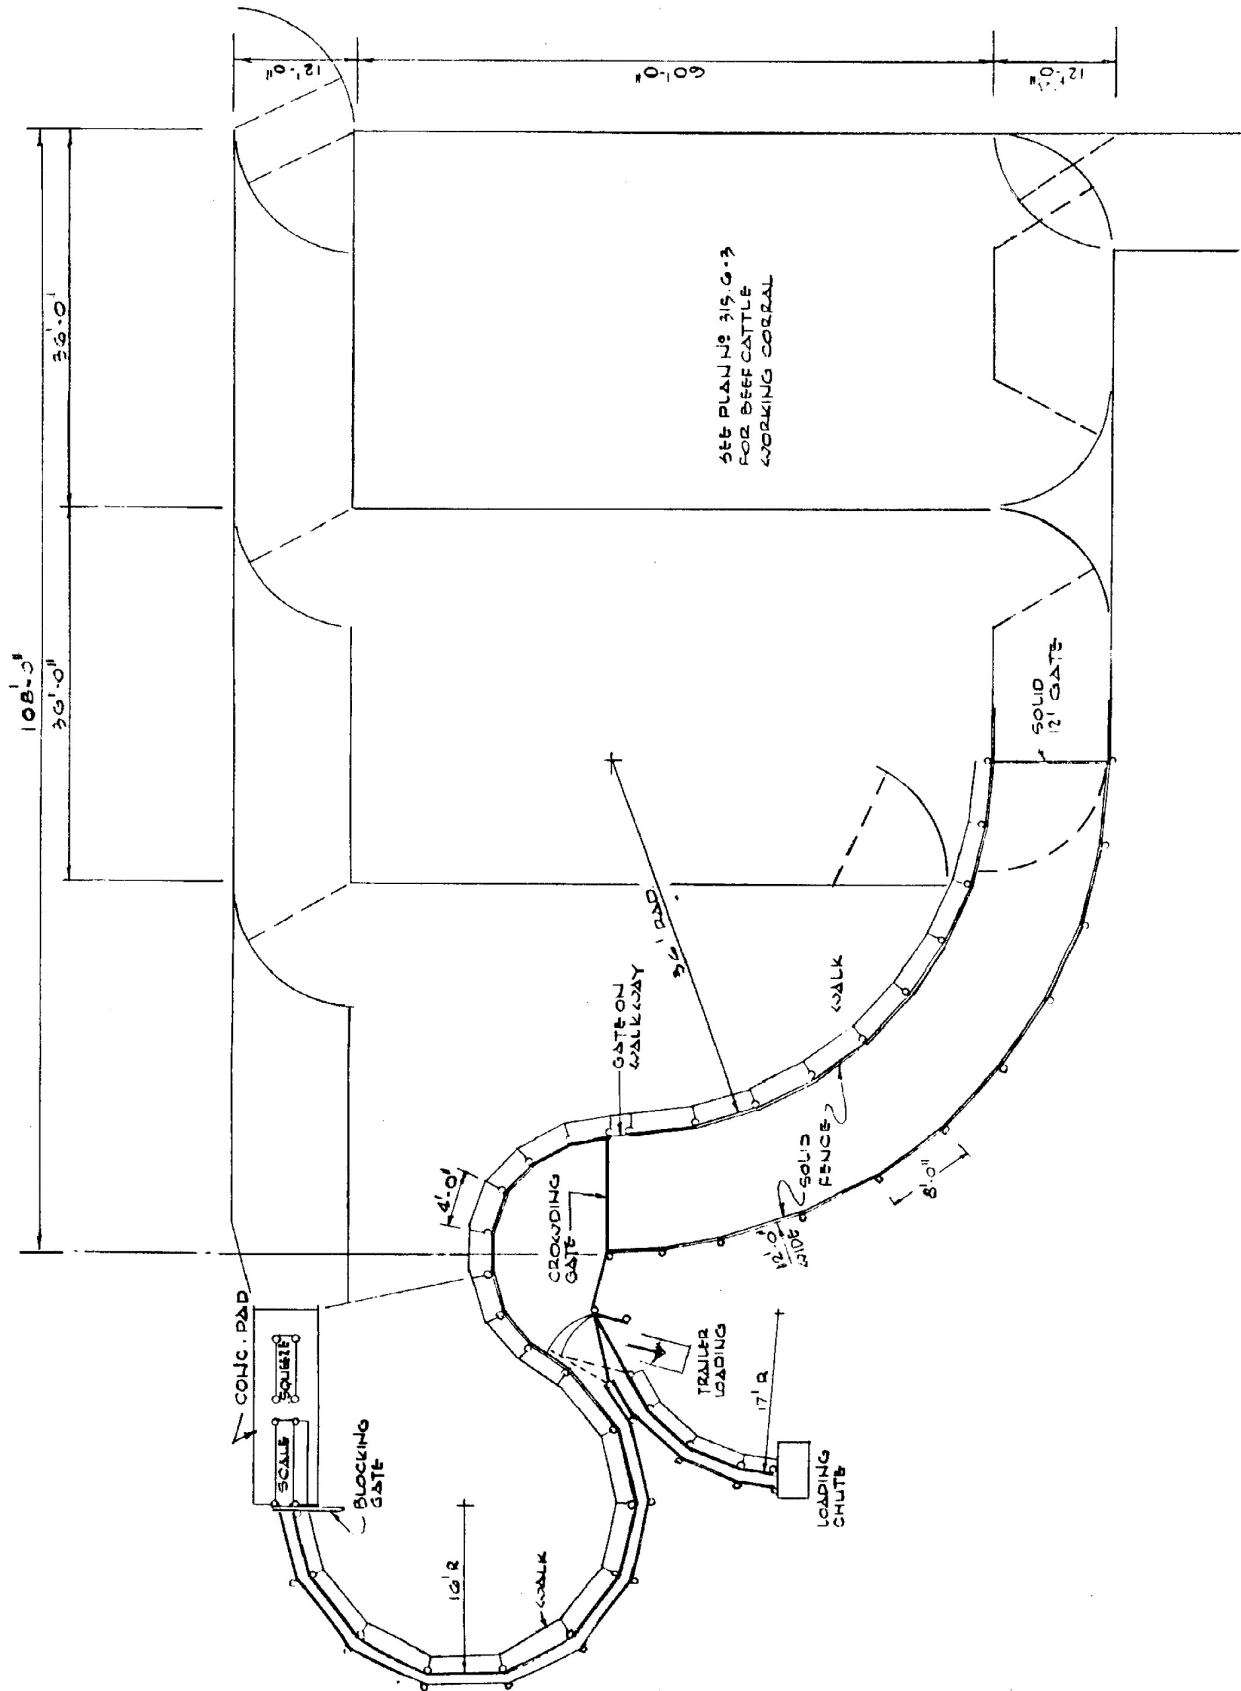 108'-0"
36'-0'
36'-0"
12'-0"
60'-0"
12'-0"
SEE PLAN Nº 315.G-3
FOR BEEF CATTLE
WORKING CORRAL
SOLID
12' GATE
36' RAD.
GATE ON
WALKWAY
WALK
SOLID
FENCE
8'-0"
12'-0"
WIDE
4'-0"
CROWDING
GATE
CONC. PAD
SQUEEZE
SCALE
BLOCKING
GATE
TRAILER
LOADING
17' R
LOADING
CHUTE
16' R
WALK